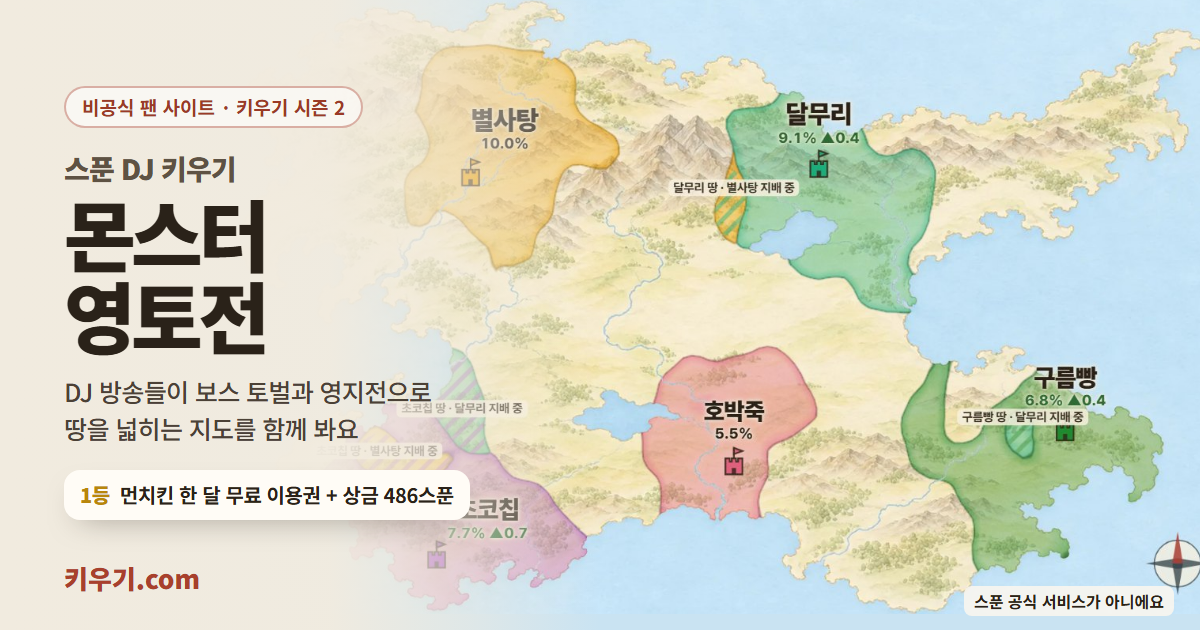 비공식 팬 사이트 · 키우기 시즌 2
스푼 DJ 키우기
몬스터
영토전
DJ 방송들이 보스 토벌과 영지전으로
땅을 넓히는 지도를 함께 봐요
1등 먼치킨 한 달 무료 이용권 + 상금 486스푼
키우기.com
별사탕
10.0%
달무리
9.1% ▲0.4
달무리 땅 · 별사탕 지배 중
초코칩 땅 · 달무리 지배 중
땅 · 별사탕 지배 중
호박죽
5.5%
구름빵
6.8% ▲0.4
구름빵 땅 · 달무리 지배 중
초코칩
7.7% ▲0.7
스푼 공식 서비스가 아니에요